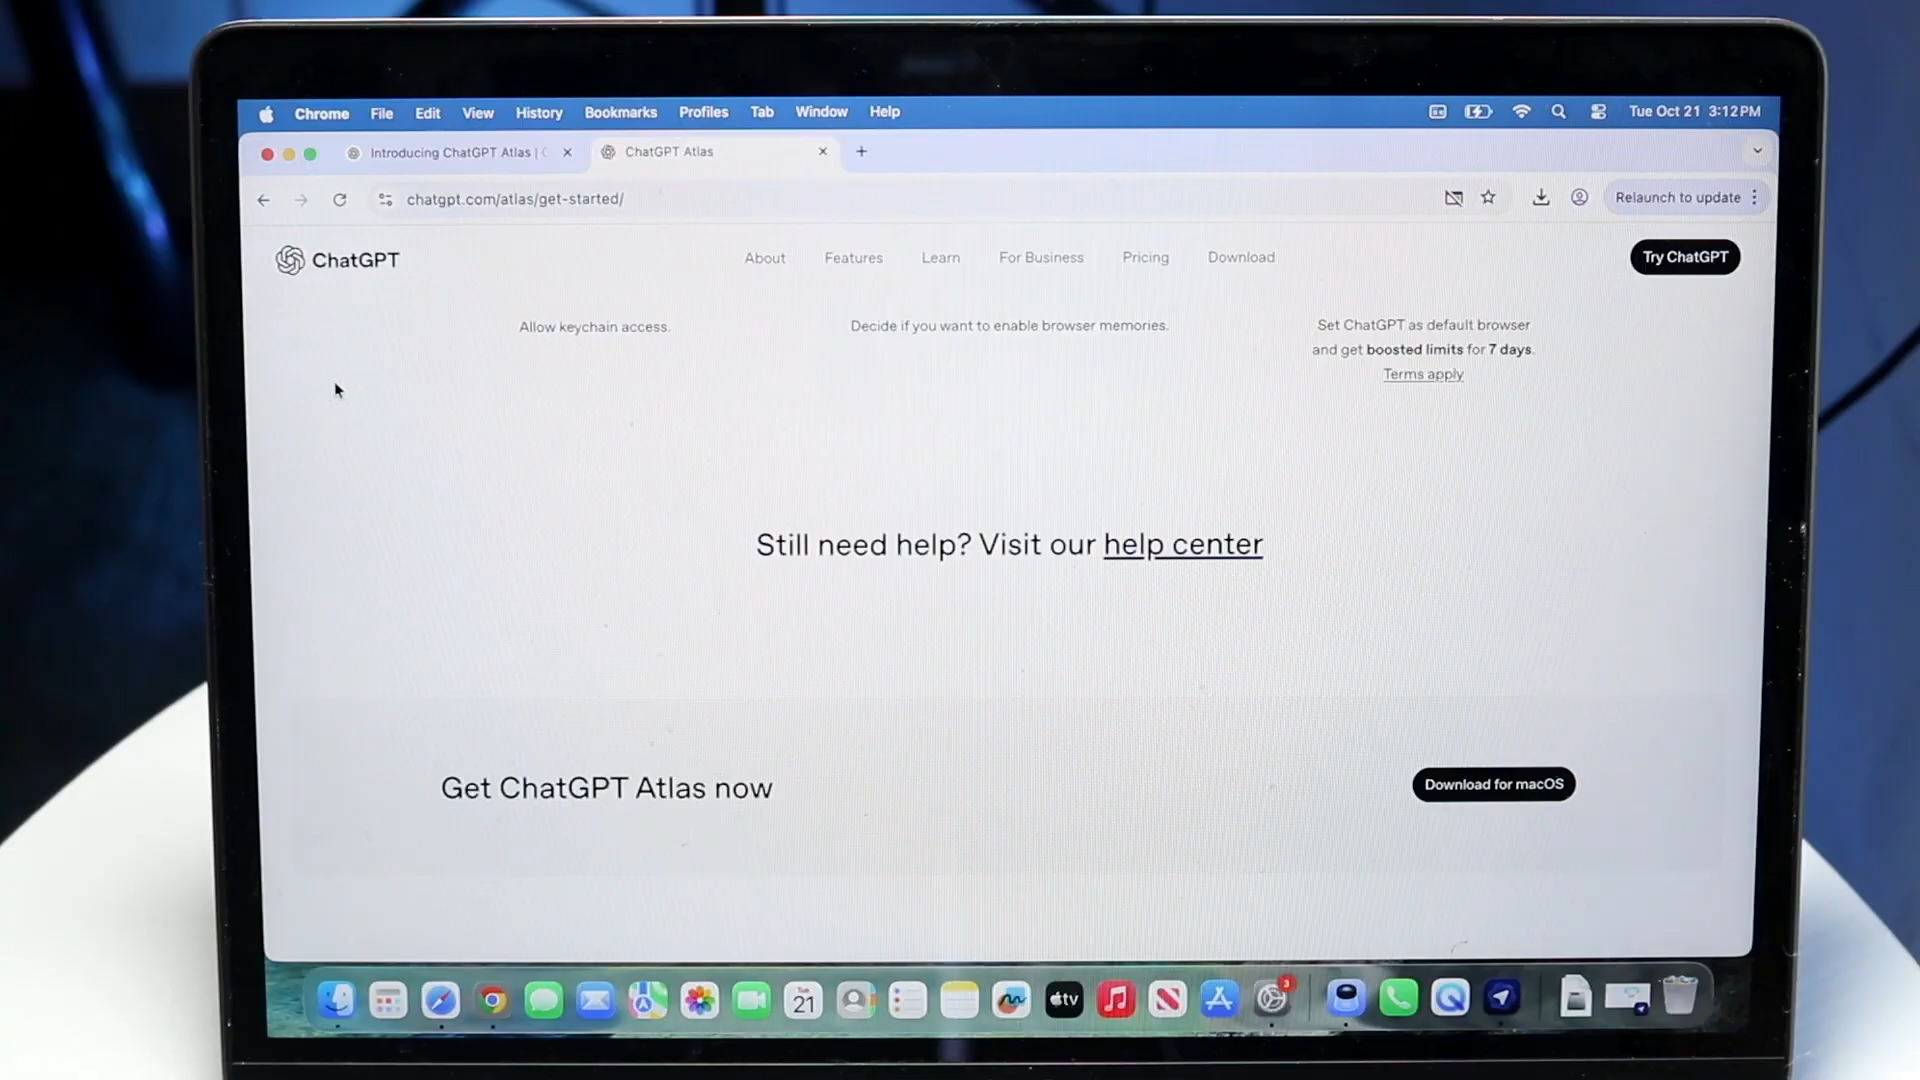 Chrome File Edit View History Bookmarks Profiles Tab Window Help Tue Oct 21 3:12 PM
Introducing ChatGPT Atlas | ChatGPT Atlas
chatgpt.com/atlas/get-started/ Relaunch to update
ChatGPT About Features Learn For Business Pricing Download Try ChatGPT
Allow keychain access.
Decide if you want to enable browser memories.
Set ChatGPT as default browser
and get boosted limits for 7 days.
Terms apply
Still need help? Visit our help center
Get ChatGPT Atlas now
Download for macOS
21
tv
3